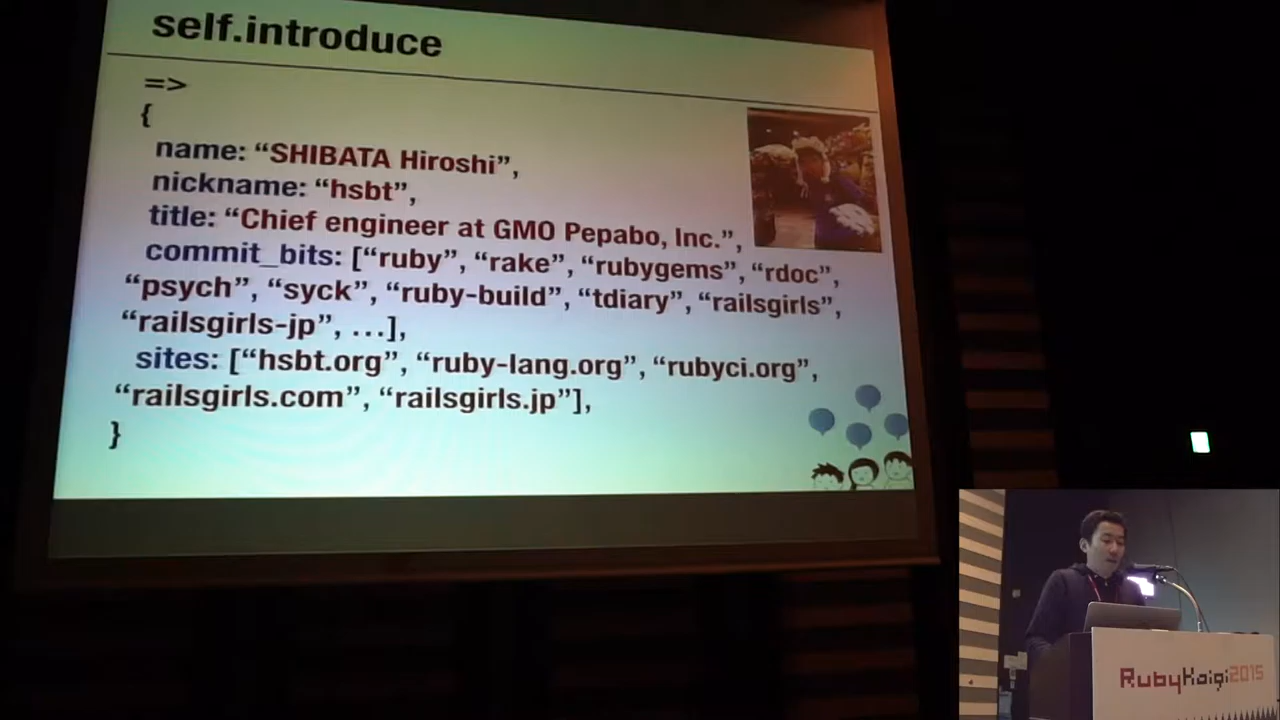 self.introduce
=>
{
name: “SHIBATA Hiroshi”,
nickname: “hsbt”,
title: “Chief engineer at GMO Pepabo, Inc.”,
commit_bits: [“ruby”, “rake”, “rubygems”, “rdoc”,
“psych”, “syck”, “ruby-build”, “tdiary”, “railsgirls”,
“railsgirls-jp”, …],
sites: [“hsbt.org”, “ruby-lang.org”, “rubyci.org”,
“railsgirls.com”, “railsgirls.jp”],
}
RubyKaigi2015